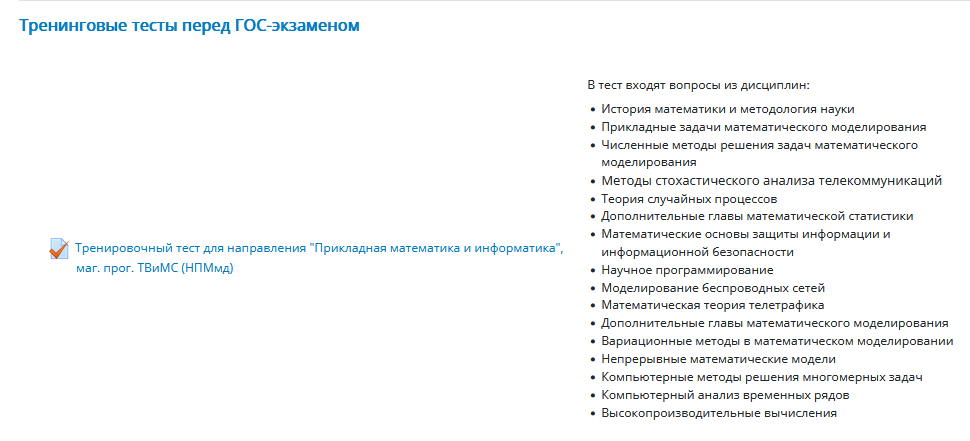 Тренинговые тесты перед ГОС-экзаменом
Тренировочный тест для направления "Прикладная математика и информатика",
маг. прог. ТВиМС (НПМмд)
В тест входят вопросы из дисциплин:
• История математики и методология науки
• Прикладные задачи математического моделирования
• Численные методы решения задач математического
моделирования
• Методы стохастического анализа телекоммуникаций
• Теория случайных процессов
• Дополнительные главы математической статистики
• Математические основы защиты информации и
информационной безопасности
• Научное программирование
• Моделирование беспроводных сетей
• Математическая теория телетрафика
• Дополнительные главы математического моделирования
• Вариационные методы в математическом моделировании
• Непрерывные математические модели
• Компьютерные методы решения многомерных задач
• Компьютерный анализ временных рядов
• Высокопроизводительные вычисления